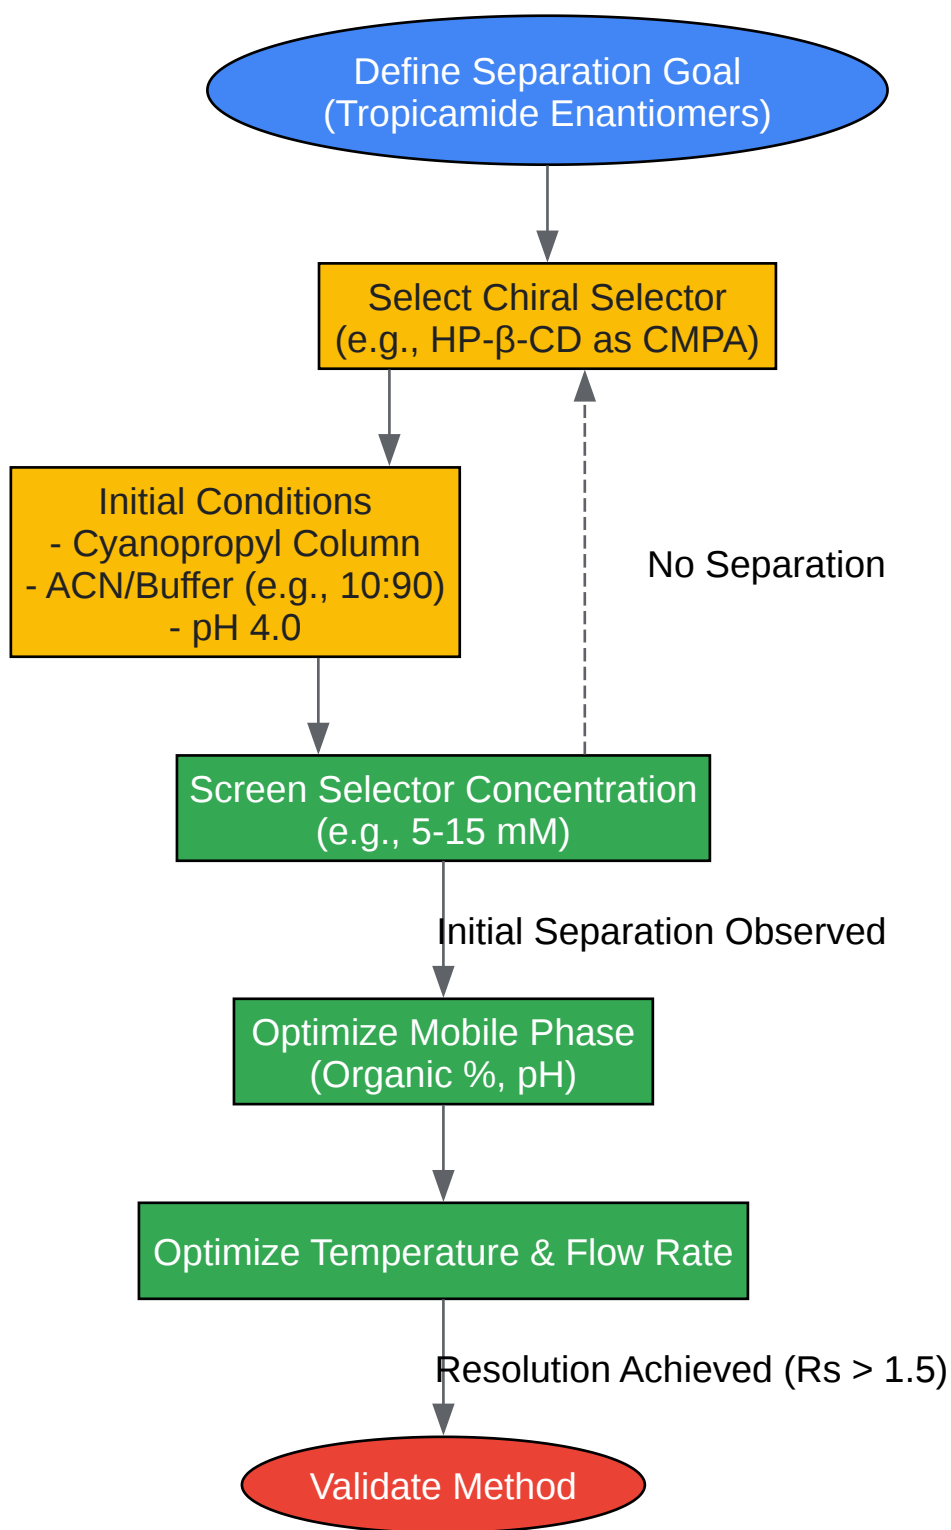 Define Separation Goal
(Tropicamide Enantiomers)
Select Chiral Selector
(e.g., HP-β-CD as CMPA)
Initial Conditions
- Cyanopropyl Column
- ACN/Buffer (e.g., 10:90)
- pH 4.0
No Separation
Screen Selector Concentration
(e.g., 5-15 mM)
Initial Separation Observed
Optimize Mobile Phase
(Organic %, pH)
Optimize Temperature & Flow Rate
Resolution Achieved (Rs > 1.5)
Validate Method